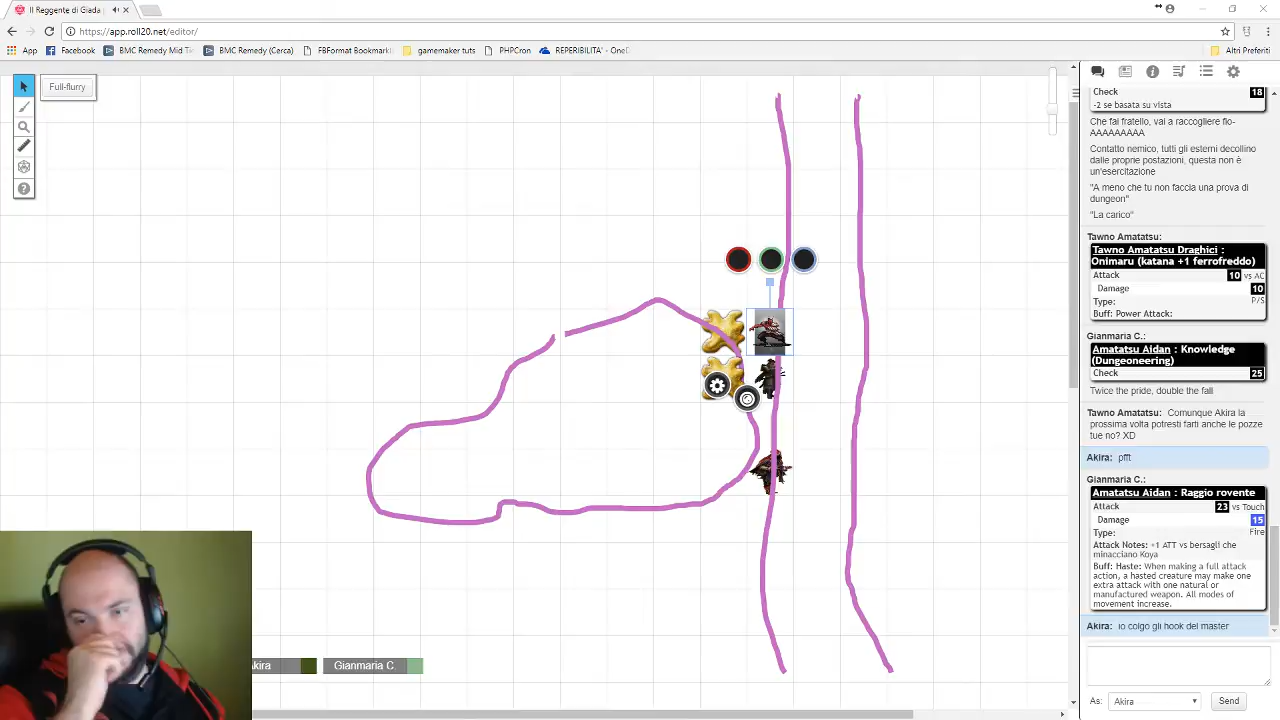 Il Reggente di Giada |
https://app.roll20.net/editor/
App
Facebook
BMC Remedy Mid Ti
BMC Remedy (Cerca)
FBFormat Bookmark
gamemaker tuts
PHPCron
REPERIBILITA' - One
Altri Preferiti
Full-flurry
Check 18
-2 se basata su vista
Che fai fratello, vai a raccogliere fio-
AAAAAAAAA
Contatto nemico, tutti gli esterni decollino
dalle proprie postazioni, questa non è
un'esercitazione
"A meno che tu non faccia una prova di
dungeon"
"La carico"
Tawno Amatatsu:
Tawno Amatatsu Draghici :
Onimaru (katana +1 ferrofreddo)
Attack 10 vs AC
Damage 10
Type: P/S
Buff: Power Attack:
Gianmaria C.:
Amatatsu Aidan : Knowledge
(Dungeoneering)
Check 25
Twice the pride, double the fall
Tawno Amatatsu: Comunque Akira la
prossima volta potresti farti anche le pozze
tue no? XD
Akira: pfft
Gianmaria C.:
Amatatsu Aidan : Raggio rovente
Attack 23 vs Touch
Damage 15
Type: Fire
Attack Notes: +1 ATT vs bersagli che
minacciano Koya
Buff: Haste: When making a full attack
action, a hasted creature may make one
extra attack with one natural or
manufactured weapon. All modes of
movement increase.
Akira: io colgo gli hook del master
As: Akira Send
kira
Gianmaria C.